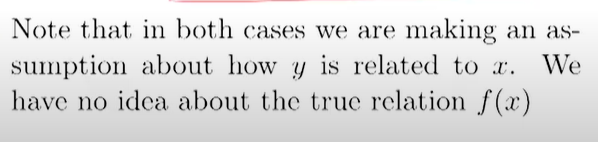 Note that in both cases we are making an as-
sumption about how y is related to x. We
have no idea about the true relation f(x)